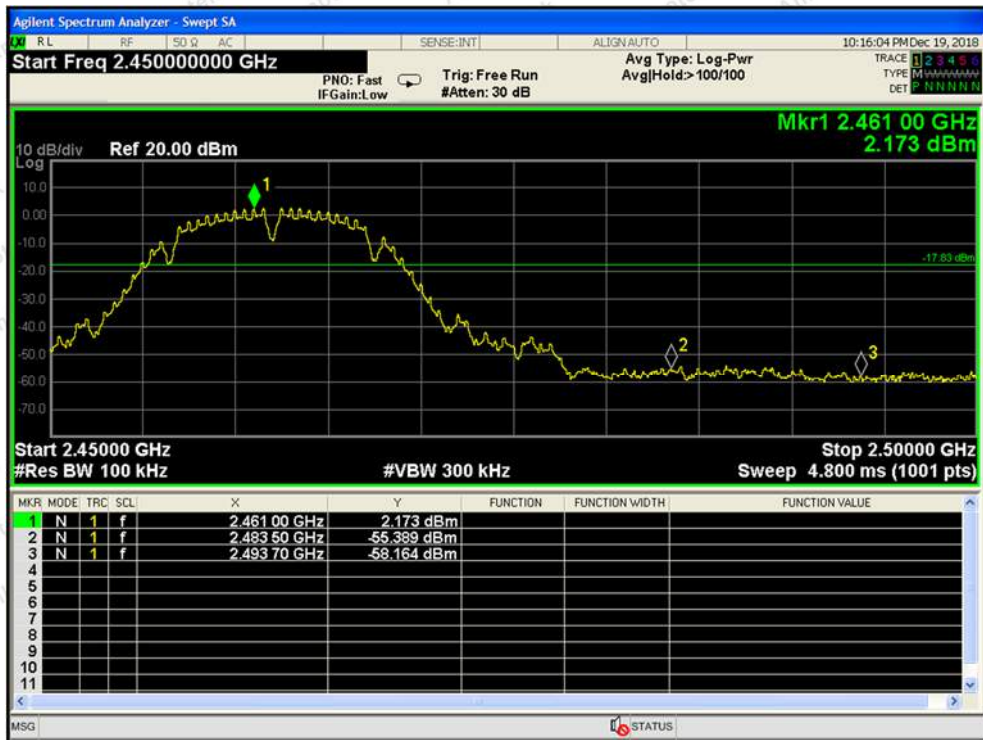 Agilent Spectrum Analyzer - Swept SA
LXI RL RF 50 Ω AC SENSE:INT ALIGN AUTO 10:16:04 PM Dec 19, 2018
Start Freq 2.450000000 GHz
PNO: Fast
IFGain:Low
Trig: Free Run
#Atten: 30 dB
Avg Type: Log-Pwr
Avg|Hold:> 100/100
TRACE 1 2 3 4 5 6
TYPE M
DET P N N N N N
Mkr1 2.461 00 GHz
2.173 dBm
10 dB/div Ref 20.00 dBm
Log
10.0
0.00
-10.0
-20.0
-30.0
-40.0
-50.0
-60.0
-70.0
1
-17.83 dBm
2
3
Start 2.45000 GHz Stop 2.50000 GHz
#Res BW 100 kHz #VBW 300 kHz Sweep 4.800 ms (1001 pts)
MKR MODE TRC SCL X Y FUNCTION FUNCTION WIDTH FUNCTION VALUE
1 N 1 f 2.461 00 GHz 2.173 dBm
2 N 1 f 2.483 50 GHz -55.389 dBm
3 N 1 f 2.493 70 GHz -58.164 dBm
4
5
6
7
8
9
10
11
MSG STATUS